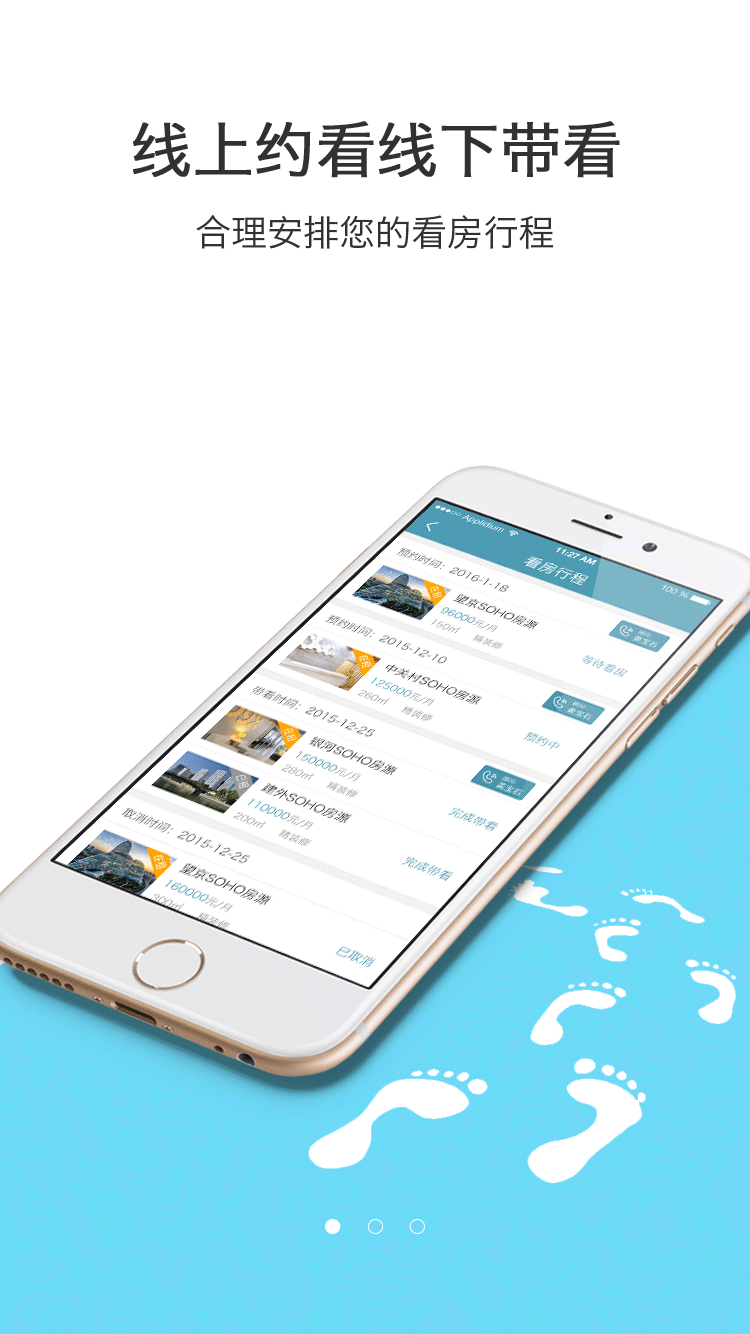 线上约看线下带看
合理安排您的看房行程
Applidium
11:27 AM
100 %
看房行程
预约时间: 2016-1-18
望京SOHO房源
96000元/月
150㎡ 精装修
等待看房
预约时间: 2015-12-10
中关村SOHO房源
125000元/月
260㎡ 精装修
预约中
带看时间: 2015-12-25
银河SOHO房源
150000元/月
280㎡ 精装修
完成带看
建外SOHO房源
110000元/月
200㎡ 精装修
完成带看
取消时间: 2015-12-25
望京SOHO房源
160000元/月
300㎡ 精装修
已取消